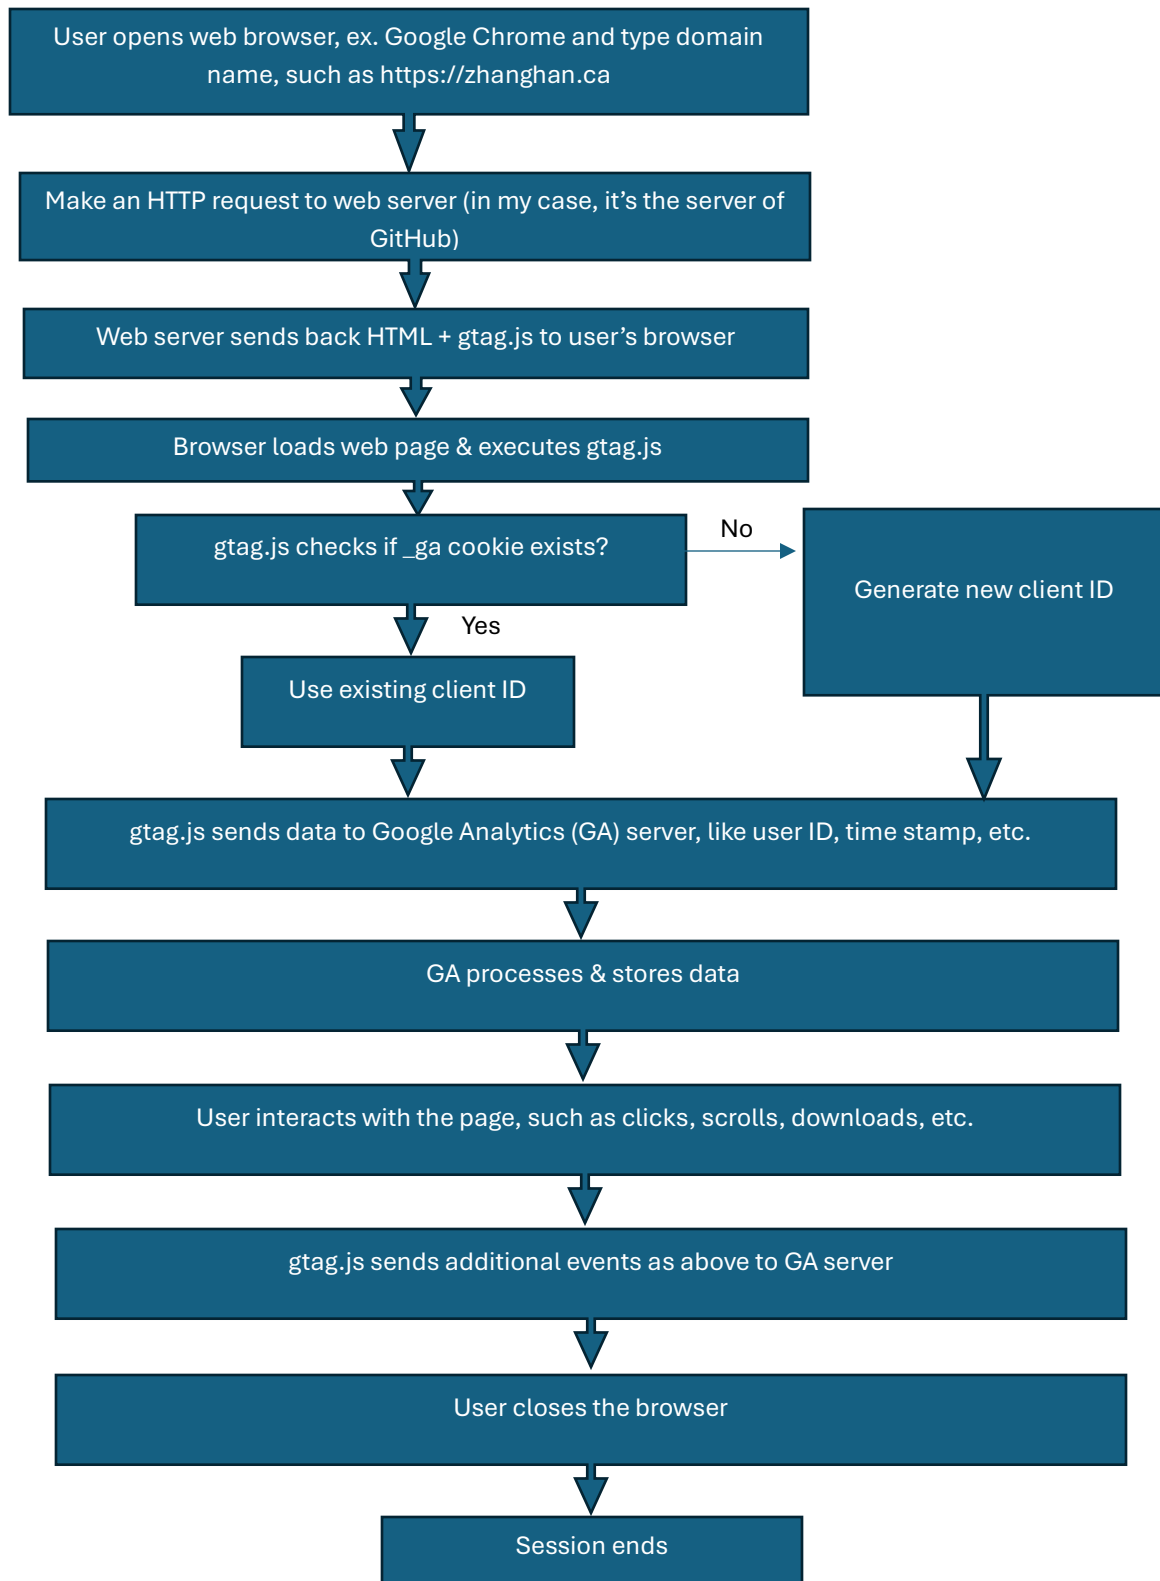 User opens web browser, ex. Google Chrome and type domain
name, such as https://zhanghan.ca
Make an HTTP request to web server (in my case, it’s the server of
GitHub)
Web server sends back HTML + gtag.js to user’s browser
Browser loads web page & executes gtag.js
gtag.js checks if _ga cookie exists?
No
Generate new client ID
Yes
Use existing client ID
gtag.js sends data to Google Analytics (GA) server, like user ID, time stamp, etc.
GA processes & stores data
User interacts with the page, such as clicks, scrolls, downloads, etc.
gtag.js sends additional events as above to GA server
User closes the browser
Session ends